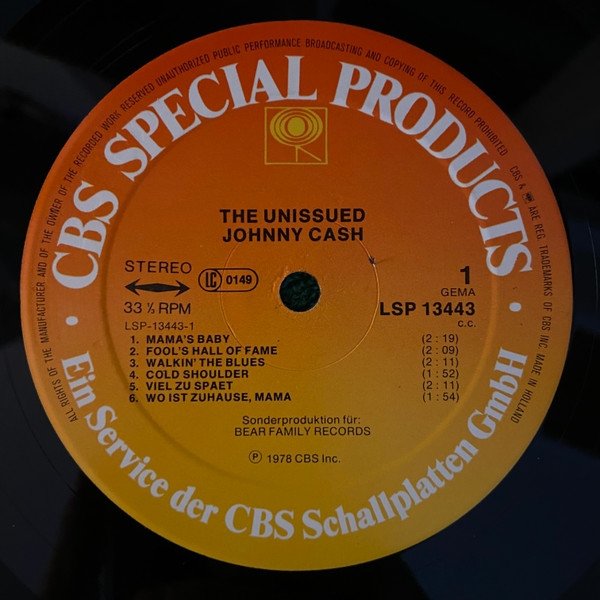 ALL RIGHTS OF THE MANUFACTURER AND OF THE OWNER OF THE RECORDED WORK RESERVED UNAUTHORIZED PUBLIC PERFORMANCE BROADCASTING AND COPYING OF THIS RECORD PROHIBITED
CBS & ARE REG. TRADEMARKS OF CBS INC. MADE IN HOLLAND
· CBS SPECIAL PRODUCTS ·
THE UNISSUED
JOHNNY CASH
STEREO
33 ⅓ RPM
LC 0149
1
GEMA
LSP 13443
C.C.
LSP-13443-1
1. MAMA'S BABY (2 : 19)
2. FOOL'S HALL OF FAME (2 : 09)
3. WALKIN' THE BLUES (2 : 11)
4. COLD SHOULDER (1 : 52)
5. VIEL ZU SPAET (2 : 11)
6. WO IST ZUHAUSE, MAMA (1 : 54)
Sonderproduktion für:
BEAR FAMILY RECORDS
Ⓟ 1978 CBS Inc.
Ein Service der CBS Schallplatten GmbH